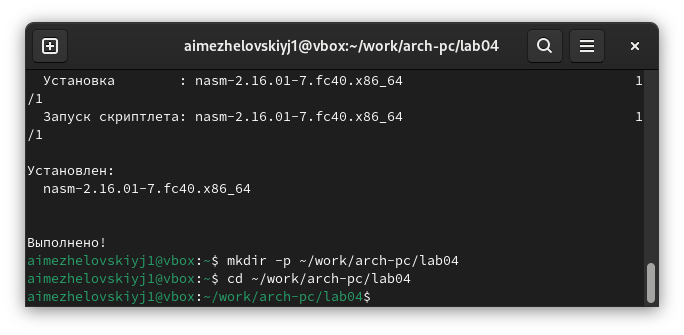 aimezhelovskiyj1@vbox:~/work/arch-pc/lab04
Установка        : nasm-2.16.01-7.fc40.x86_64                             1
/1
Запуск скриптлета: nasm-2.16.01-7.fc40.x86_64                             1
/1
Установлен:
nasm-2.16.01-7.fc40.x86_64
Выполнено!
aimezhelovskiyj1@vbox:~$ mkdir -p ~/work/arch-pc/lab04
aimezhelovskiyj1@vbox:~$ cd ~/work/arch-pc/lab04
aimezhelovskiyj1@vbox:~/work/arch-pc/lab04$